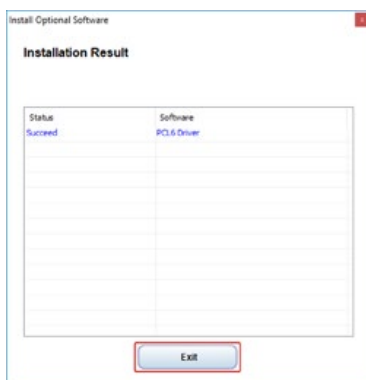 Install Optional Software
Installation Result
Status Software
Succeed PCL6 Driver
Exit